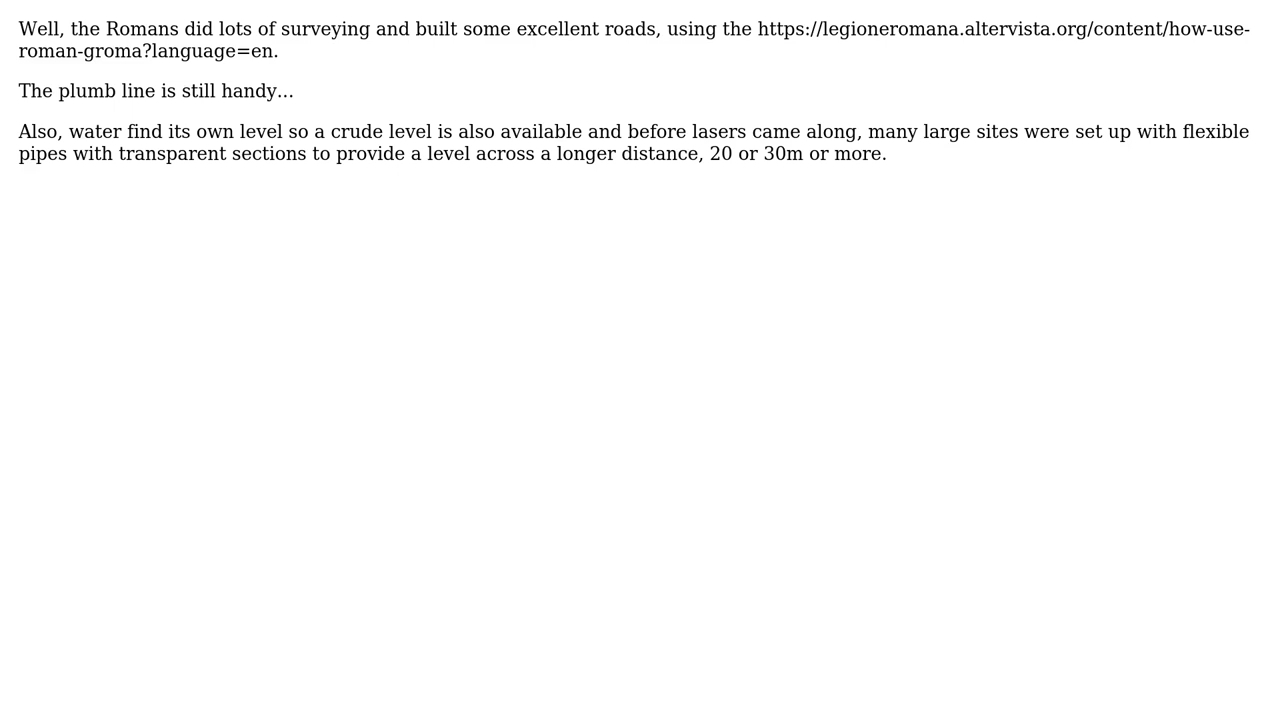 Well, the Romans did lots of surveying and built some excellent roads, using the https://legioneromana.altervista.org/content/how-use-
roman-groma?language=en.
The plumb line is still handy...
Also, water find its own level so a crude level is also available and before lasers came along, many large sites were set up with flexible
pipes with transparent sections to provide a level across a longer distance, 20 or 30m or more.